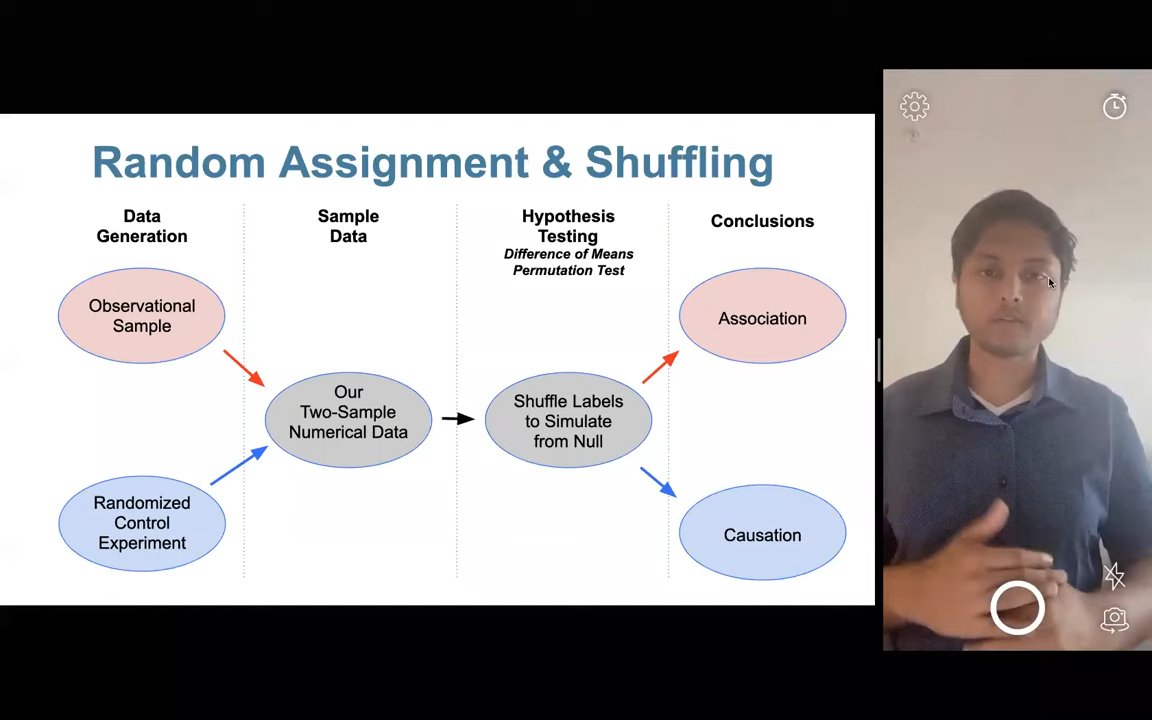 Random Assignment & Shuffling
Data
Generation
Sample
Data
Hypothesis
Testing
Difference of Means
Permutation Test
Conclusions
Observational
Sample
Association
Our
Two-Sample
Numerical Data
Shuffle Labels
to Simulate
from Null
Randomized
Control
Experiment
Causation